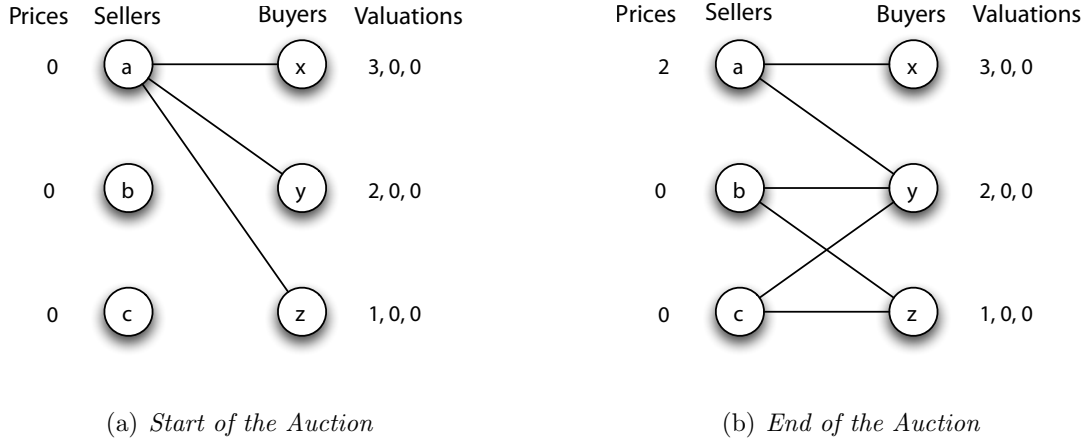 Prices Sellers Buyers Valuations
0 a x 3, 0, 0
0 b y 2, 0, 0
0 c z 1, 0, 0
(a) Start of the Auction
Prices Sellers Buyers Valuations
2 a x 3, 0, 0
0 b y 2, 0, 0
0 c z 1, 0, 0
(b) End of the Auction